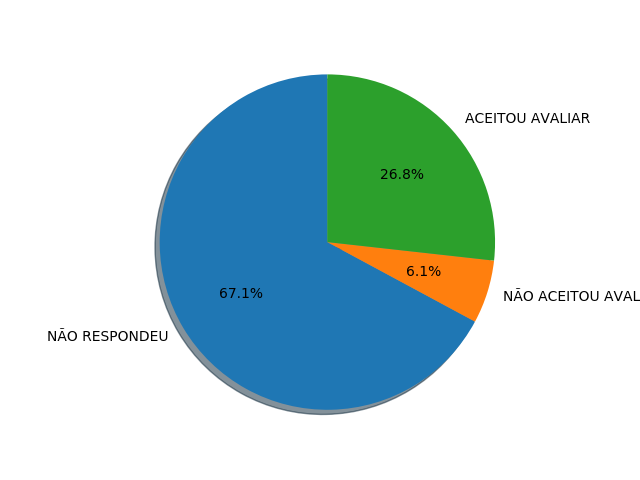 ACEITOU AVALIAR
26.8%
6.1%
67.1%
NÃO ACEITOU AVAL
NÃO RESPONDEU